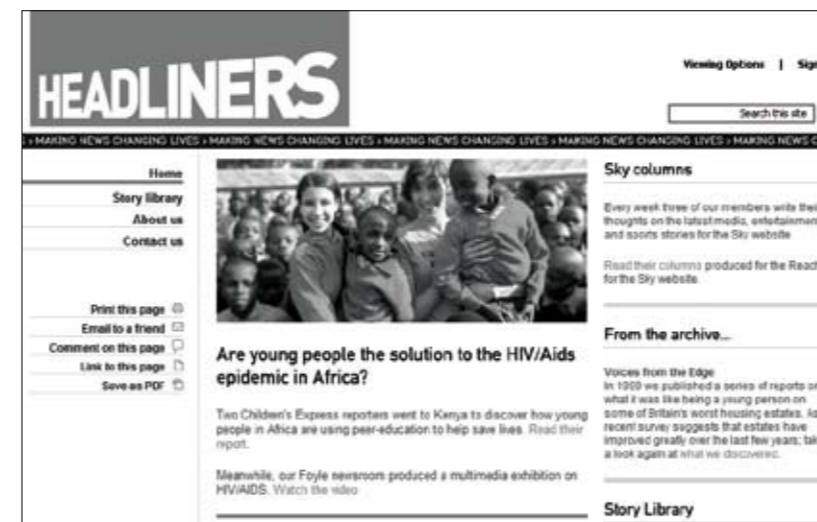 HEADLINERS
Viewing Options | Sign
Search this site
› MAKING NEWS CHANGING LIVES › MAKING NEWS CHANGING LIVES › MAKING NEWS CHANGING LIVES › MAKING NEWS CHANGING LIVES › MAKING NEWS C
Home
Story library
About us
Contact us
Print this page
Email to a friend
Comment on this page
Link to this page
Save as PDF
Are young people the solution to the HIV/Aids
epidemic in Africa?
Two Children's Express reporters went to Kenya to discover how young
people in Africa are using peer-education to help save lives. Read their
report.
Meanwhile, our Foyle newsroom produced a multimedia exhibition on
HIV/AIDS. Watch the video
Sky columns
Every week three of our members write their
thoughts on the latest media, entertainmen
and sports stories for the Sky website
Read their columns produced for the Reach
for the Sky website.
From the archive...
Voices from the Edge
In 1999 we published a series of reports on
what it was like being a young person on
some of Britain's worst housing estates. As
recent survey suggests that estates have
improved greatly over the last few years; tak
a look again at what we discovered.
Story Library